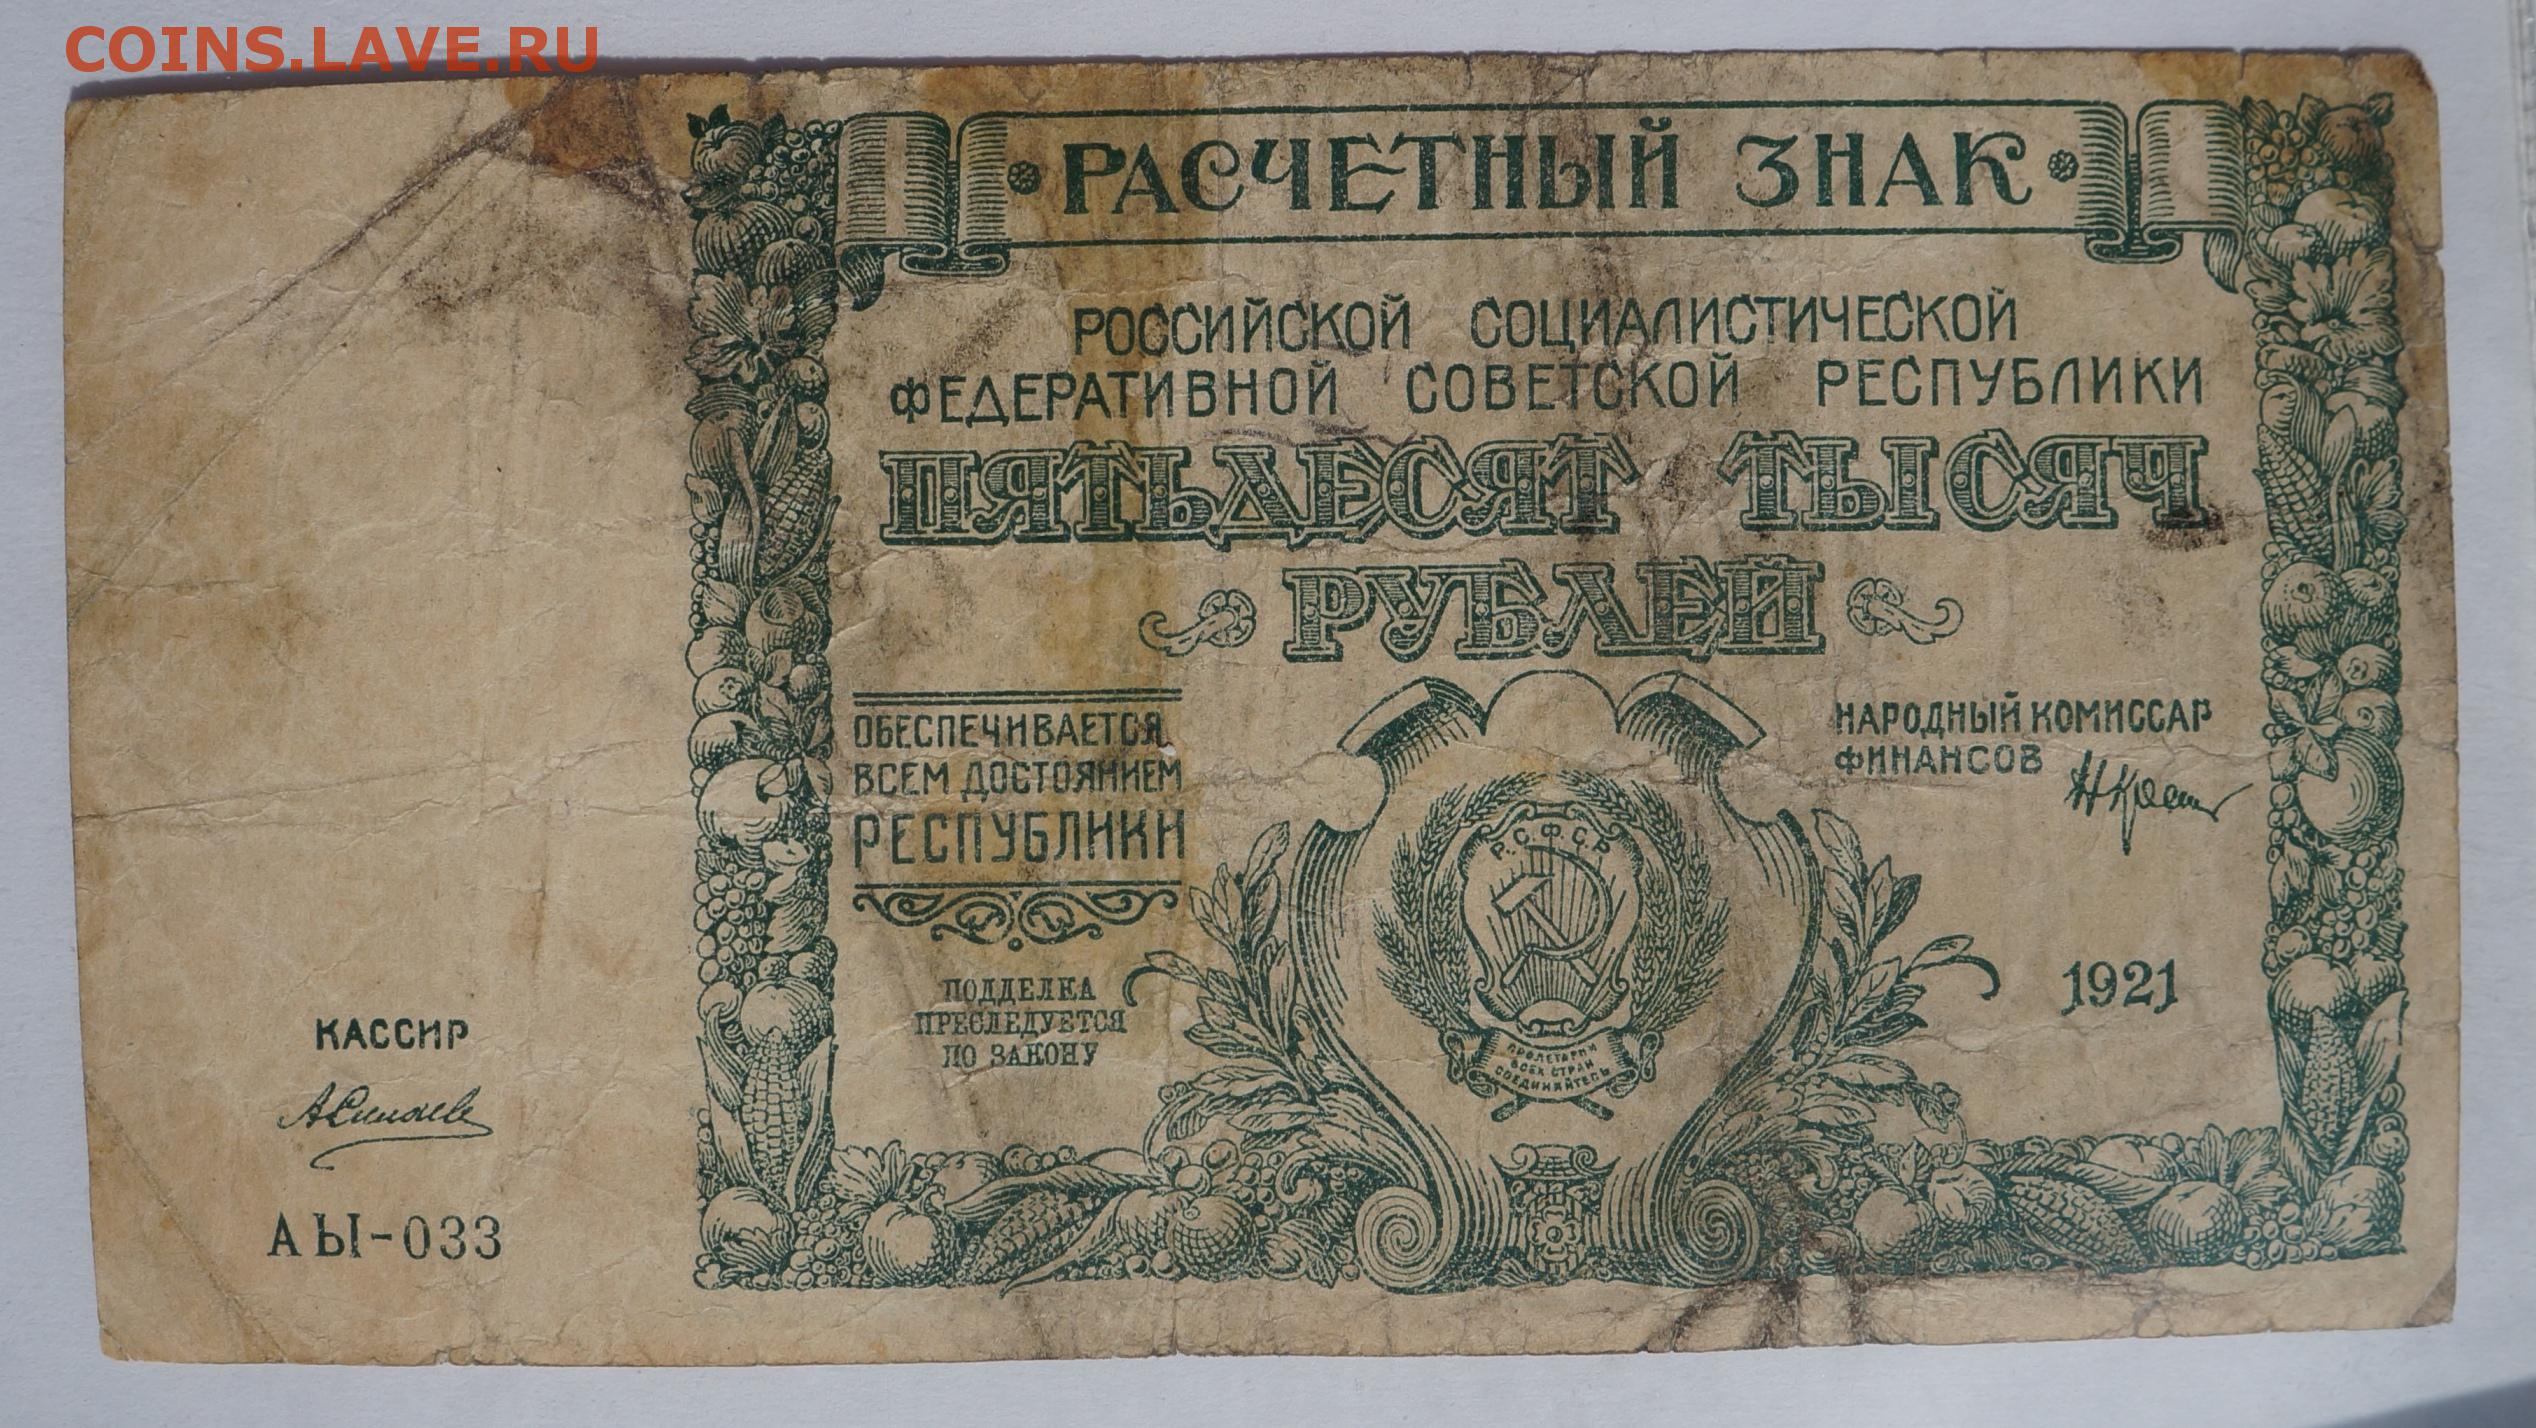 COINS.LAVE.RU
РАСЧЕТНЫЙ ЗНАК
РОССИЙСКОЙ СОЦИАЛИСТИЧЕСКОЙ
ФЕДЕРАТИВНОЙ СОВЕТСКОЙ РЕСПУБЛИКИ
ПЯТЬДЕСЯТ ТЫСЯЧ
РУБЛЕЙ
ОБЕСПЕЧИВАЕТСЯ
ВСЕМ ДОСТОЯНИЕМ
РЕСПУБЛИКИ
НАРОДНЫЙ КОМИССАР
ФИНАНСОВ
Р.С.Ф.С.Р
ПРОЛЕТАРИИ
ВСЕХ СТРАН
СОЕДИНЯЙТЕСЬ
1921
ПОДДЕЛКА
ПРЕСЛЕДУЕТСЯ
ПО ЗАКОНУ
КАССИР
АЫ-033